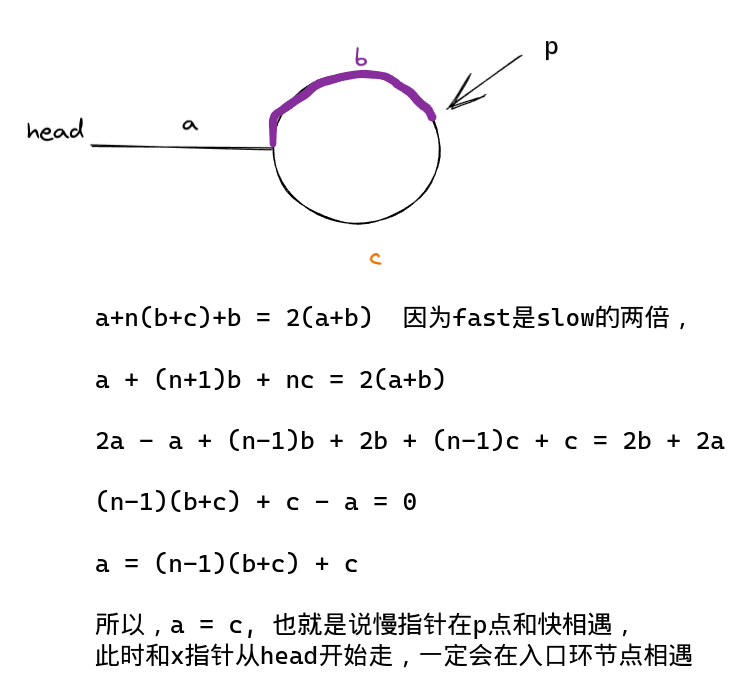 b
p
head
a
c
a+n(b+c)+b = 2(a+b) 因为fast是slow的两倍，
a + (n+1)b + nc = 2(a+b)
2a - a + (n-1)b + 2b + (n-1)c + c = 2b + 2a
(n-1)(b+c) + c - a = 0
a = (n-1)(b+c) + c
所以，a = c, 也就是说慢指针在p点和快相遇，
此时和x指针从head开始走，一定会在入口环节点相遇